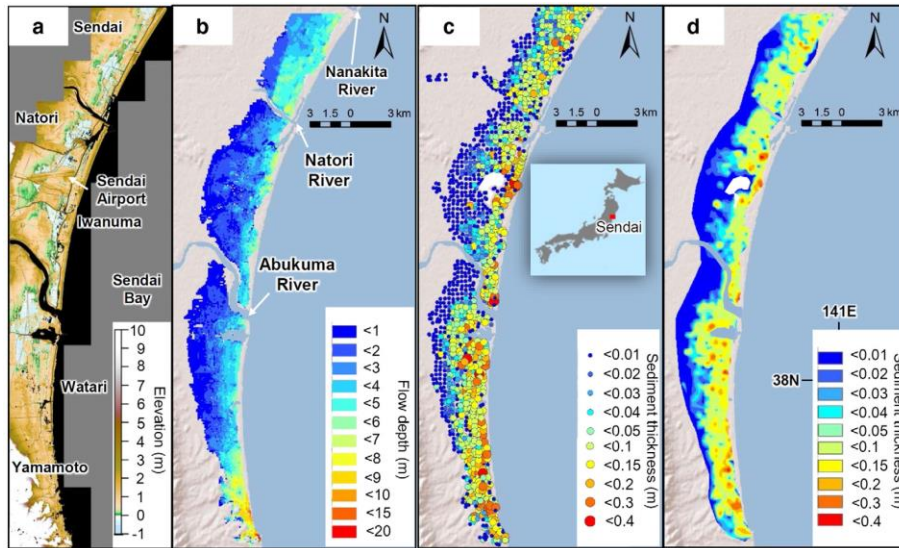 a
Sendai
Natori
Sendai
Airport
Iwanuma
Sendai
Bay
Watari
Yamamoto
10
9
8
7
6
5
4
3
2
1
0
-1
Elevation (m)
b
N
Nanakita
River
3 1.5 0 3 km
Natori
River
Abukuma
River
<1
<2
<3
<4
<5
<6
<7
<8
<9
<10
<15
<20
Flow depth (m)
c
N
3 1.5 0 3 km
Sendai
<0.01
<0.02
<0.03
<0.04
<0.05
<0.1
<0.15
<0.2
<0.3
<0.4
Sediment thickness (m)
d
N
3 1.5 0 3 km
141E
38N
<0.01
<0.02
<0.03
<0.04
<0.05
<0.1
<0.15
<0.2
<0.3
<0.4
Sediment thickness (m)